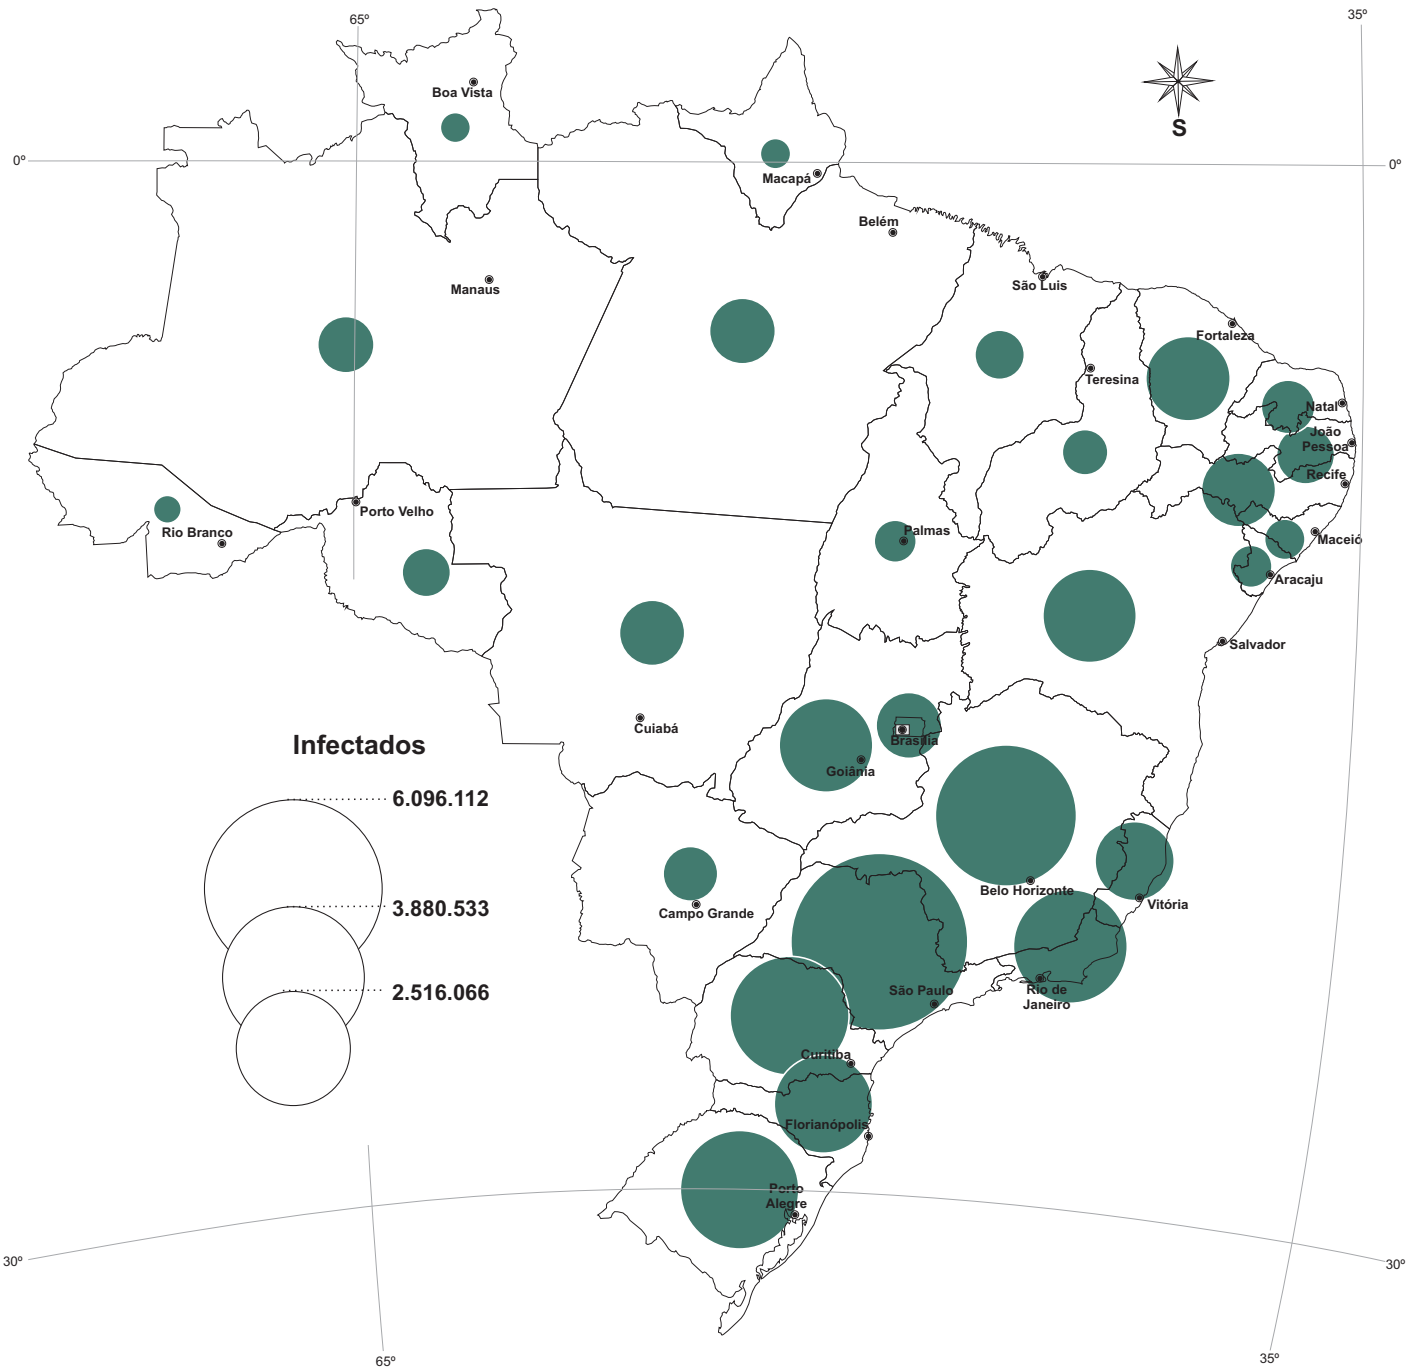 65º
35º
Boa Vista
S
0º
0º
Macapá
Belém
Manaus
São Luis
Fortaleza
Teresina
Natal
João
Pessoa
Recife
Porto Velho
Rio Branco
Palmas
Maceió
Aracaju
Salvador
Cuiabá
Brasília
Goiânia
Infectados
6.096.112
3.880.533
2.516.066
Belo Horizonte
Vitória
Campo Grande
São Paulo
Rio de
Janeiro
Curitiba
Florianópolis
Porto
Alegre
30º
30º
65º
35º